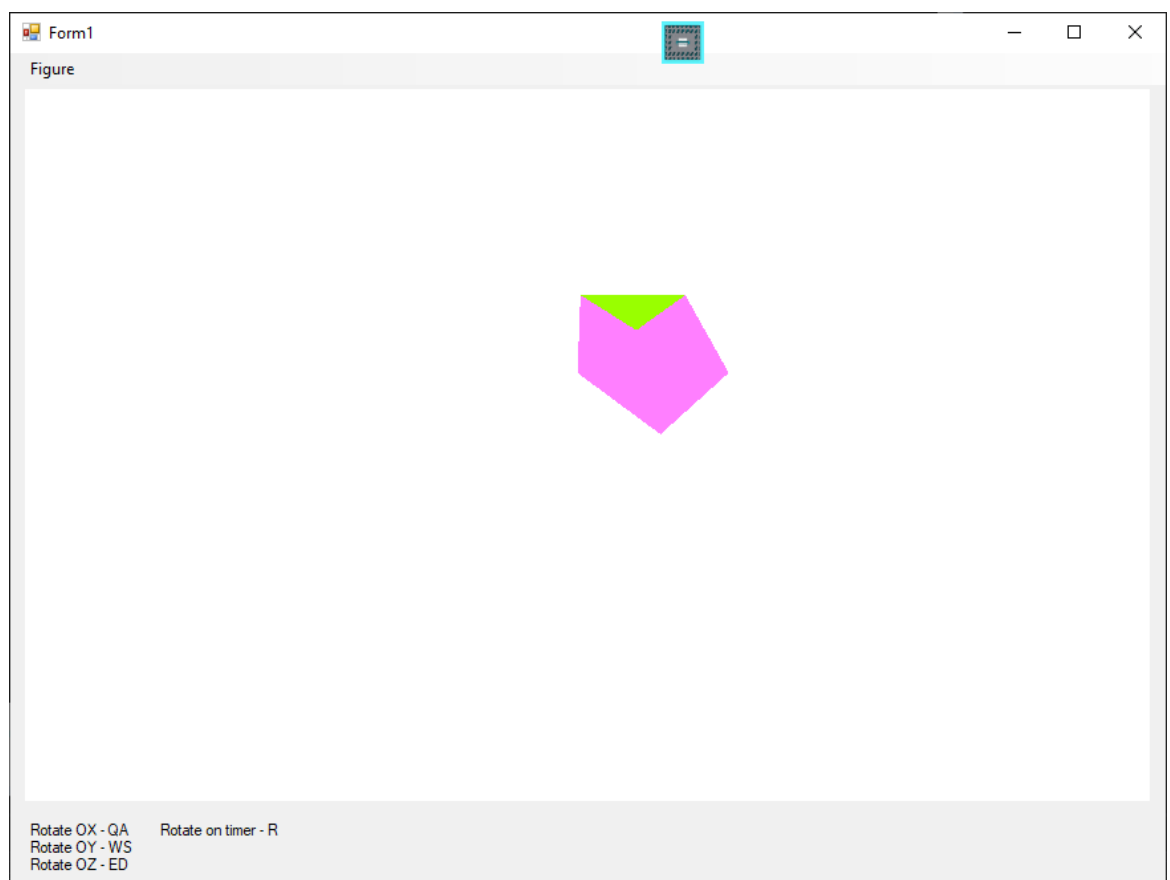 Form1
Figure
Rotate OX - QA
Rotate on timer - R
Rotate OY - WS
Rotate OZ - ED